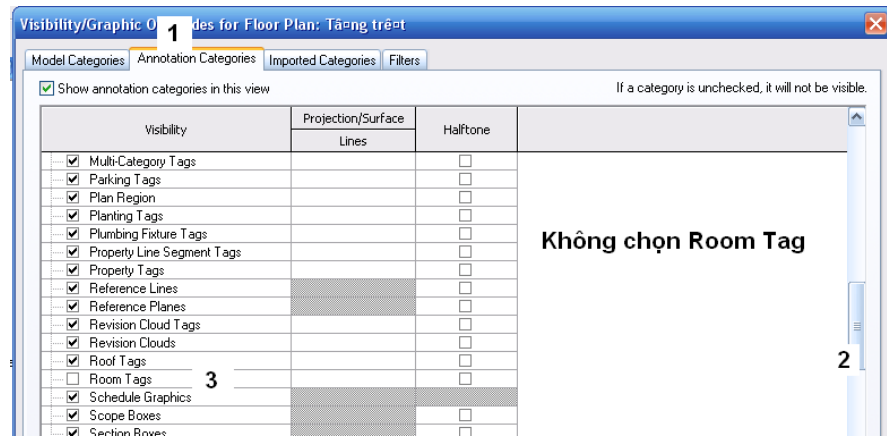 Visibility/Graphic O des for Floor Plan: Tã¤ng trê¤t
1
Model Categories Annotation Categories Imported Categories Filters
Show annotation categories in this view If a category is unchecked, it will not be visible.
Visibility Projection/Surface Halftone
Lines
Multi-Category Tags
Parking Tags
Plan Region
Planting Tags
Plumbing Fixture Tags
Không chọn Room Tag
Property Line Segment Tags
Property Tags
Reference Lines
Reference Planes
Revision Cloud Tags
Revision Clouds
Roof Tags 2
Room Tags 3
Schedule Graphics
Scope Boxes
Section Boxes